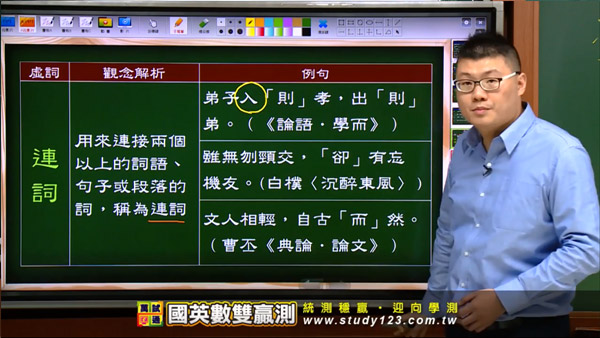 虛詞
觀念解析
例句
連詞
用來連接兩個
以上的詞語、
句子或段落的
詞，稱為連詞
弟子入「則」孝，出「則」
弟。（《論語·學而》）
雖無刎頸交，「卻」有忘
機友。(白樸〈沉醉東風〉)
文人相輕，自古「而」然。
（曹丕《典論·論文》）
國英數雙贏測
統測穩贏·迎向學測
www.study123.com.tw